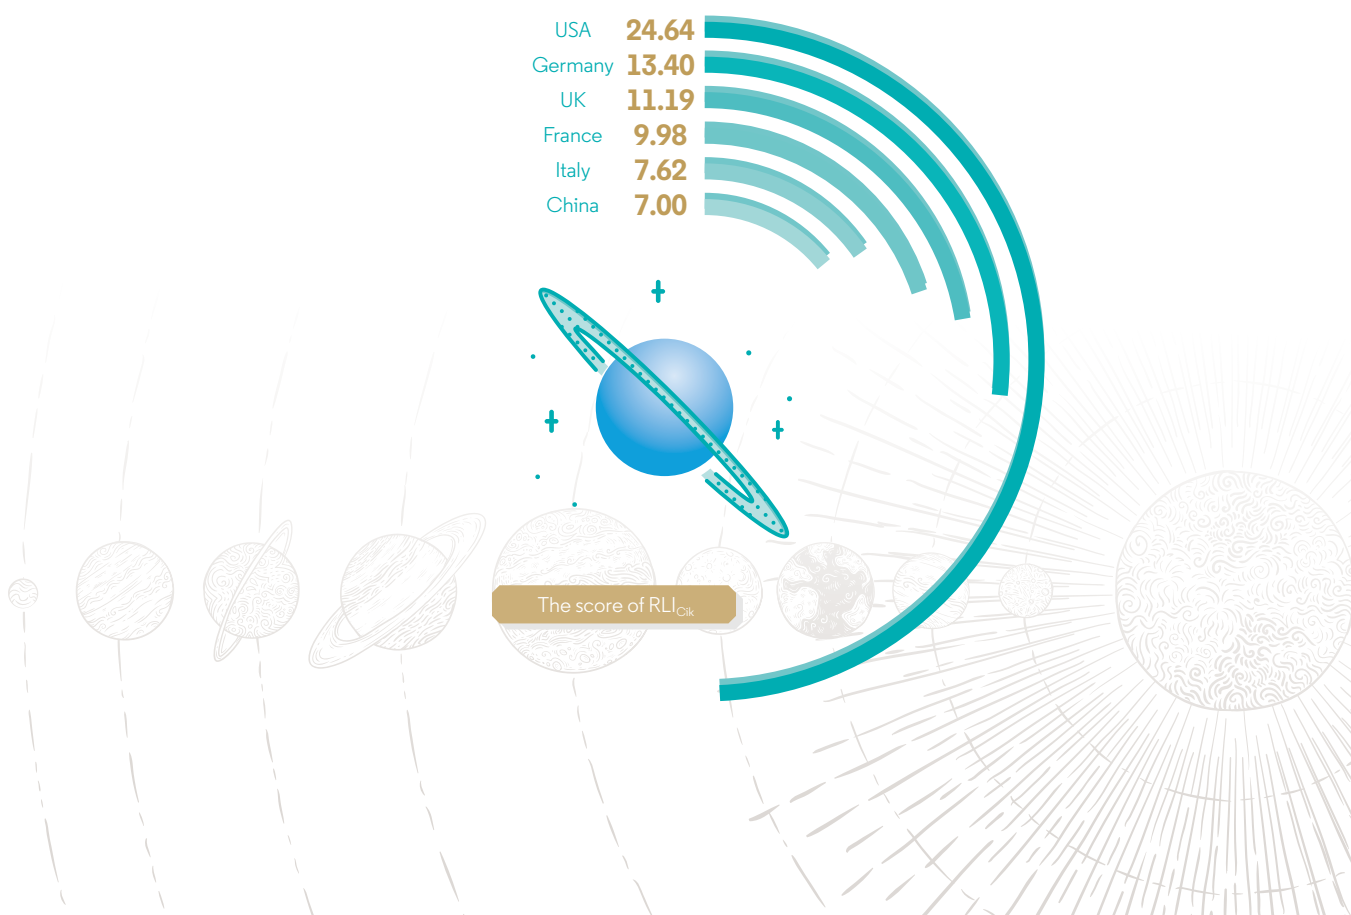 USA 24.64
Germany 13.40
UK 11.19
France 9.98
Italy 7.62
China 7.00
The score of RLICik